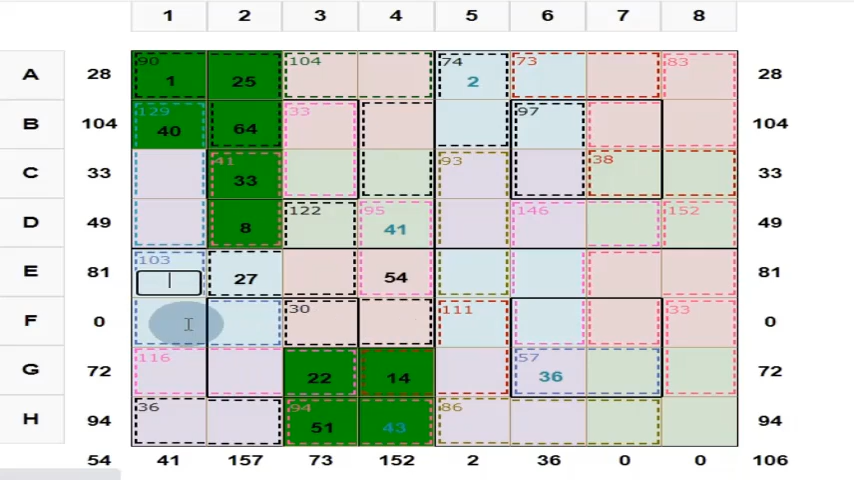 1 2 3 4 5 6 7 8
A 28 90 104 74 73 83 28
1 25 2
B 104 129 33 97 104
40 64
C 33 41 93 38 33
33
D 49 122 95 146 152 49
8 41
E 81 103 81
27 54
F 0 30 111 33 0
G 72 116 57 72
22 14 36
H 94 36 94 86 94
51 43
54 41 157 73 152 2 36 0 0 106